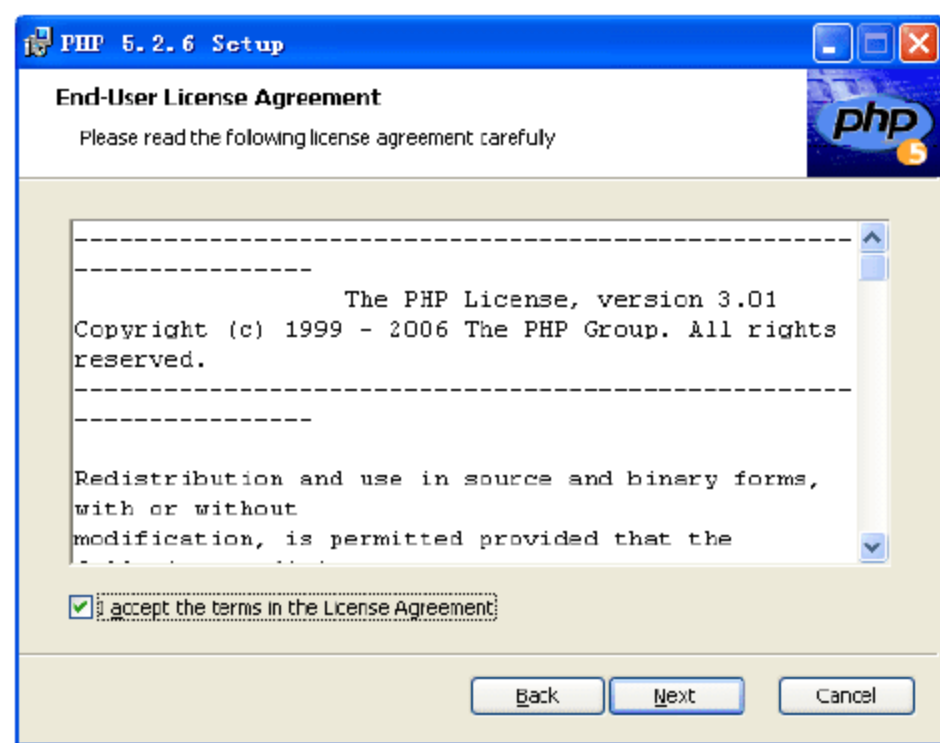 PHP 5.2.6 Setup
End-User License Agreement
Please read the following license agreement carefully
php
5
--------------------------------------------------------------------
The PHP License, version 3.01
Copyright (c) 1999 - 2006 The PHP Group. All rights
reserved.
--------------------------------------------------------------------
Redistribution and use in source and binary forms,
with or without
modification, is permitted provided that the
I accept the terms in the License Agreement
Back Next Cancel